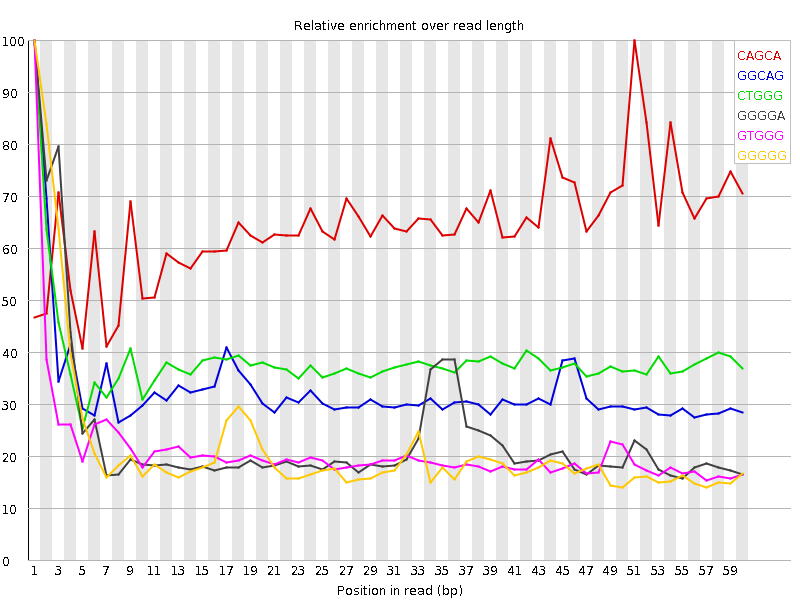 Relative enrichment over read length
100
90
80
70
60
50
40
30
20
10
0
CAGCA
GGCAG
CTGGG
GGGGA
GTGGG
GGGGG
1 3 5 7 9 11 13 15 17 19 21 23 25 27 29 31 33 35 37 39 41 43 45 47 49 51 53 55 57 59
Position in read (bp)